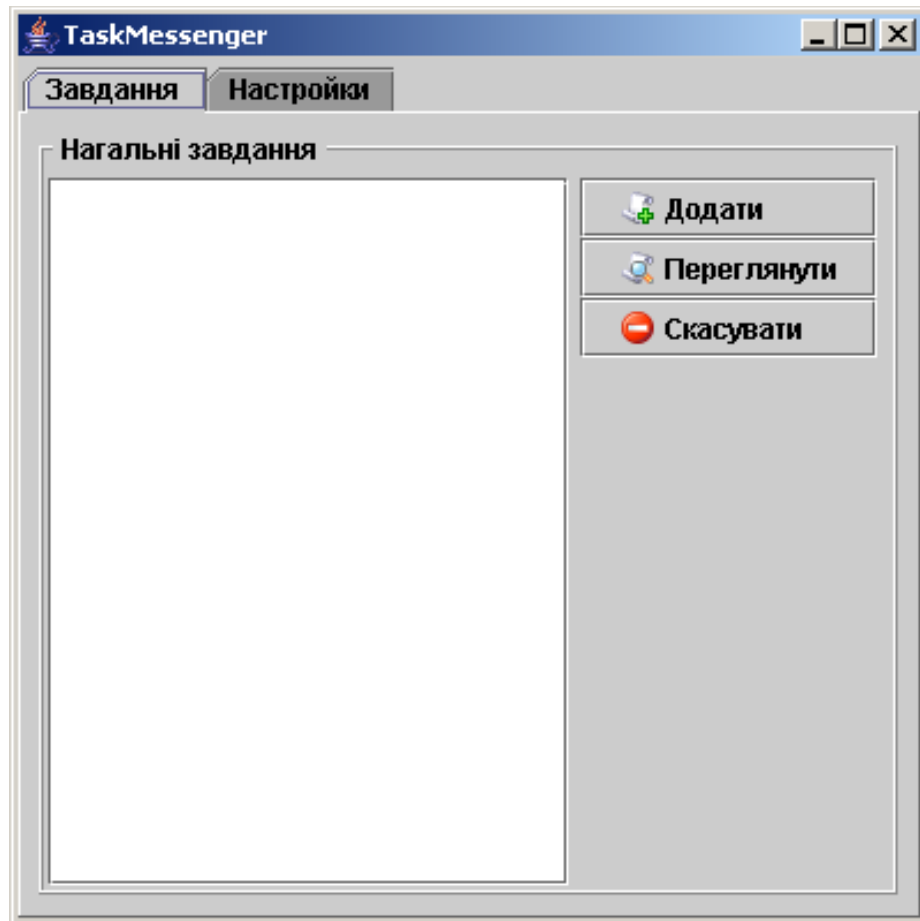 TaskMessenger
Завдання Настройки
Нагальні завдання
Додати
Переглянути
Скасувати